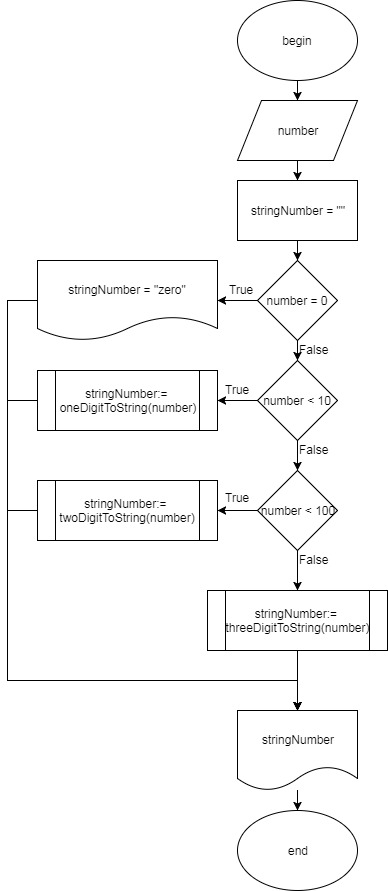 begin
number
stringNumber = ""
number = 0
True
stringNumber = "zero"
False
number < 10
True
stringNumber:=
oneDigitToString(number)
False
number < 100
True
stringNumber:=
twoDigitToString(number)
False
stringNumber:=
threeDigitToString(number)
stringNumber
end